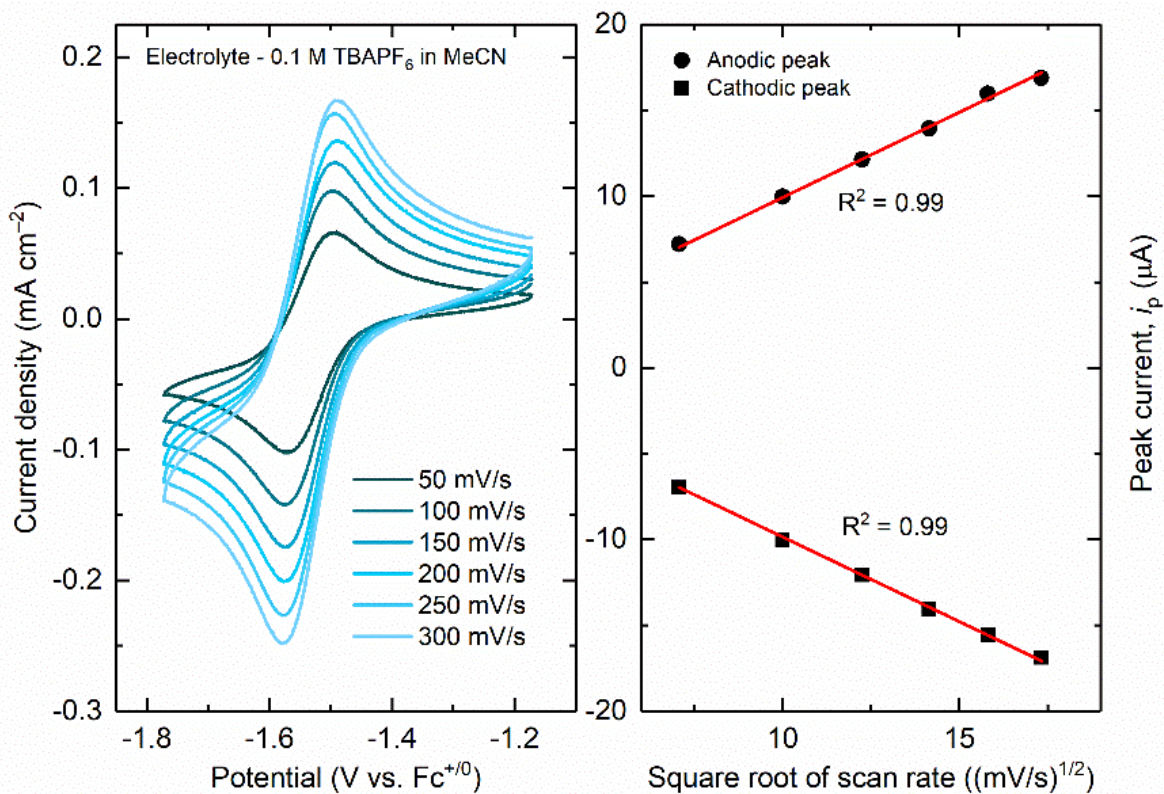 Electrolyte - 0.1 M TBAPF₆ in MeCN
0.2
0.1
0.0
-0.1
-0.2
-0.3
Current density (mA cm⁻²)
50 mV/s
100 mV/s
150 mV/s
200 mV/s
250 mV/s
300 mV/s
-1.8
-1.6
-1.4
-1.2
Potential (V vs. Fc⁺/⁰)
Anodic peak
Cathodic peak
R² = 0.99
R² = 0.99
20
10
0
-10
-20
Peak current, iₚ (µA)
10
15
Square root of scan rate ((mV/s)¹/²)